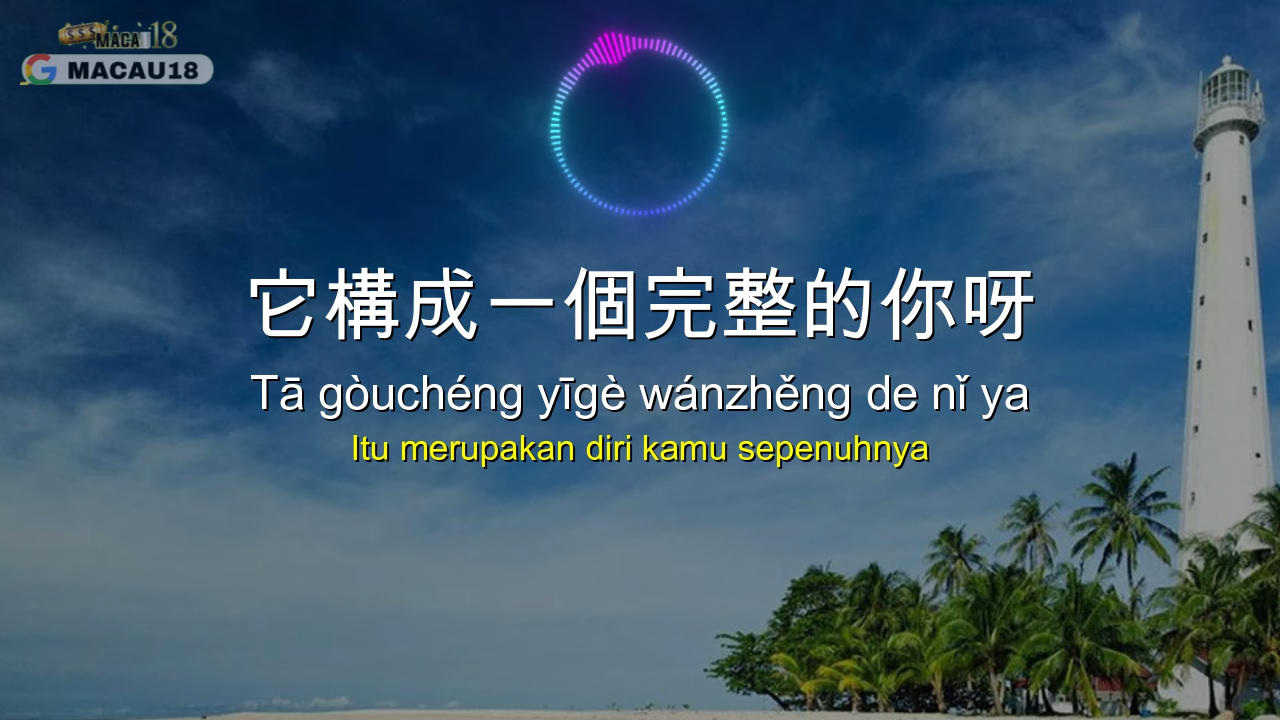 SSS
MACAU18
MACAU18
它構成一個完整的你呀
Tā gòuchéng yīgè wánzhěng de nǐ ya
Itu merupakan diri kamu sepenuhnya